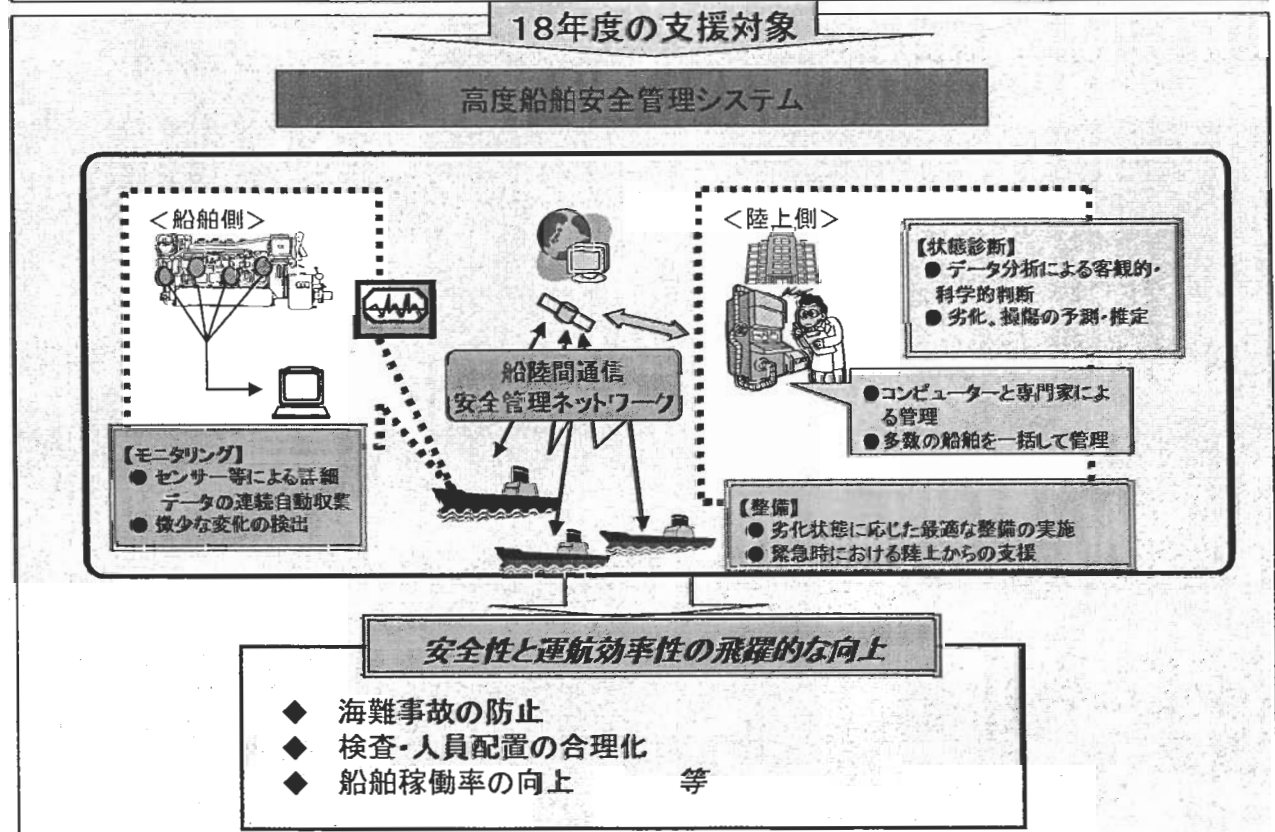 18年度の支援対象
高度船舶安全管理システム
＜船舶側＞
【モニタリング】
● センサー等による詳細
データの連続自動収集
● 微少な変化の検出
船陸間通信
安全管理ネットワーク
＜陸上側＞
【状態診断】
● データ分析による客観的・
科学的判断
● 劣化、損傷の予測・推定
●コンピューターと専門家によ
る管理
●多数の船舶を一括して管理
【整備】
● 劣化状態に応じた最適な整備の実施
● 緊急時における陸上からの支援
安全性と運航効率性の飛躍的な向上
◆ 海難事故の防止
◆ 検査・人員配置の合理化
◆ 船舶稼働率の向上 等